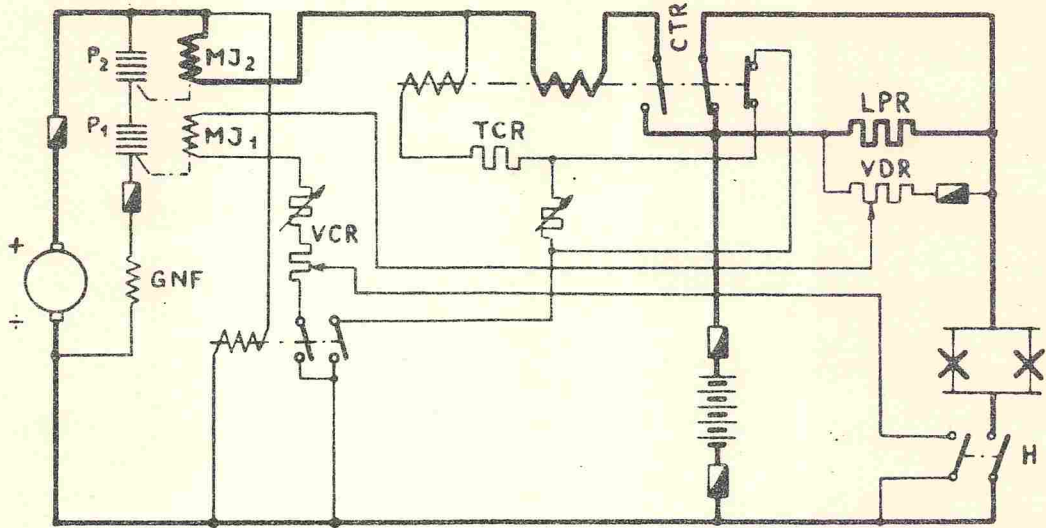 P2
MJ2
CTR
P1
MJ1
LPR
TCR
VDR
+
VCR
GNF
÷
H